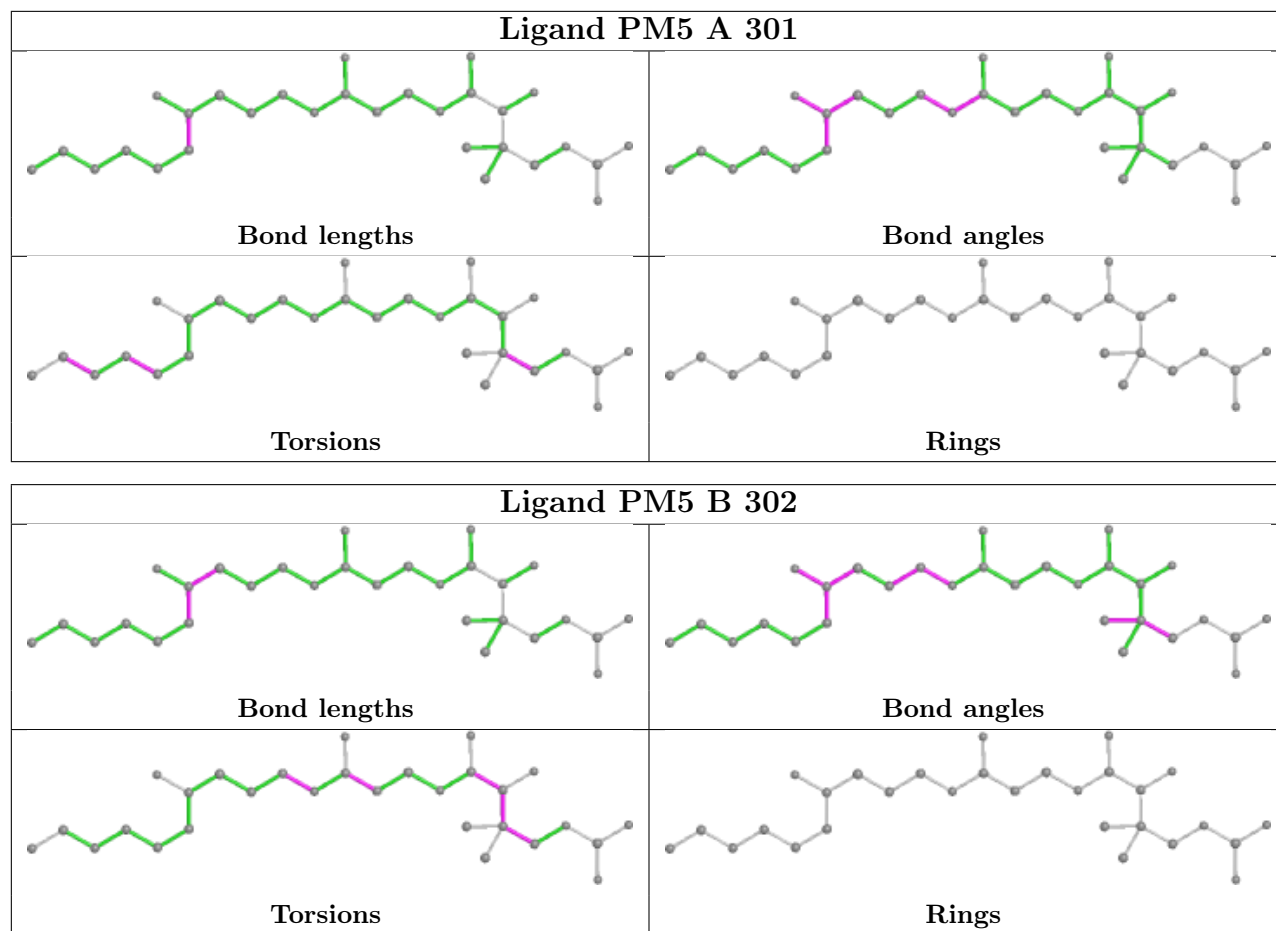 Ligand PM5 A 301
Bond lengths
Bond angles
Torsions
Rings
Ligand PM5 B 302
Bond lengths
Bond angles
Torsions
Rings